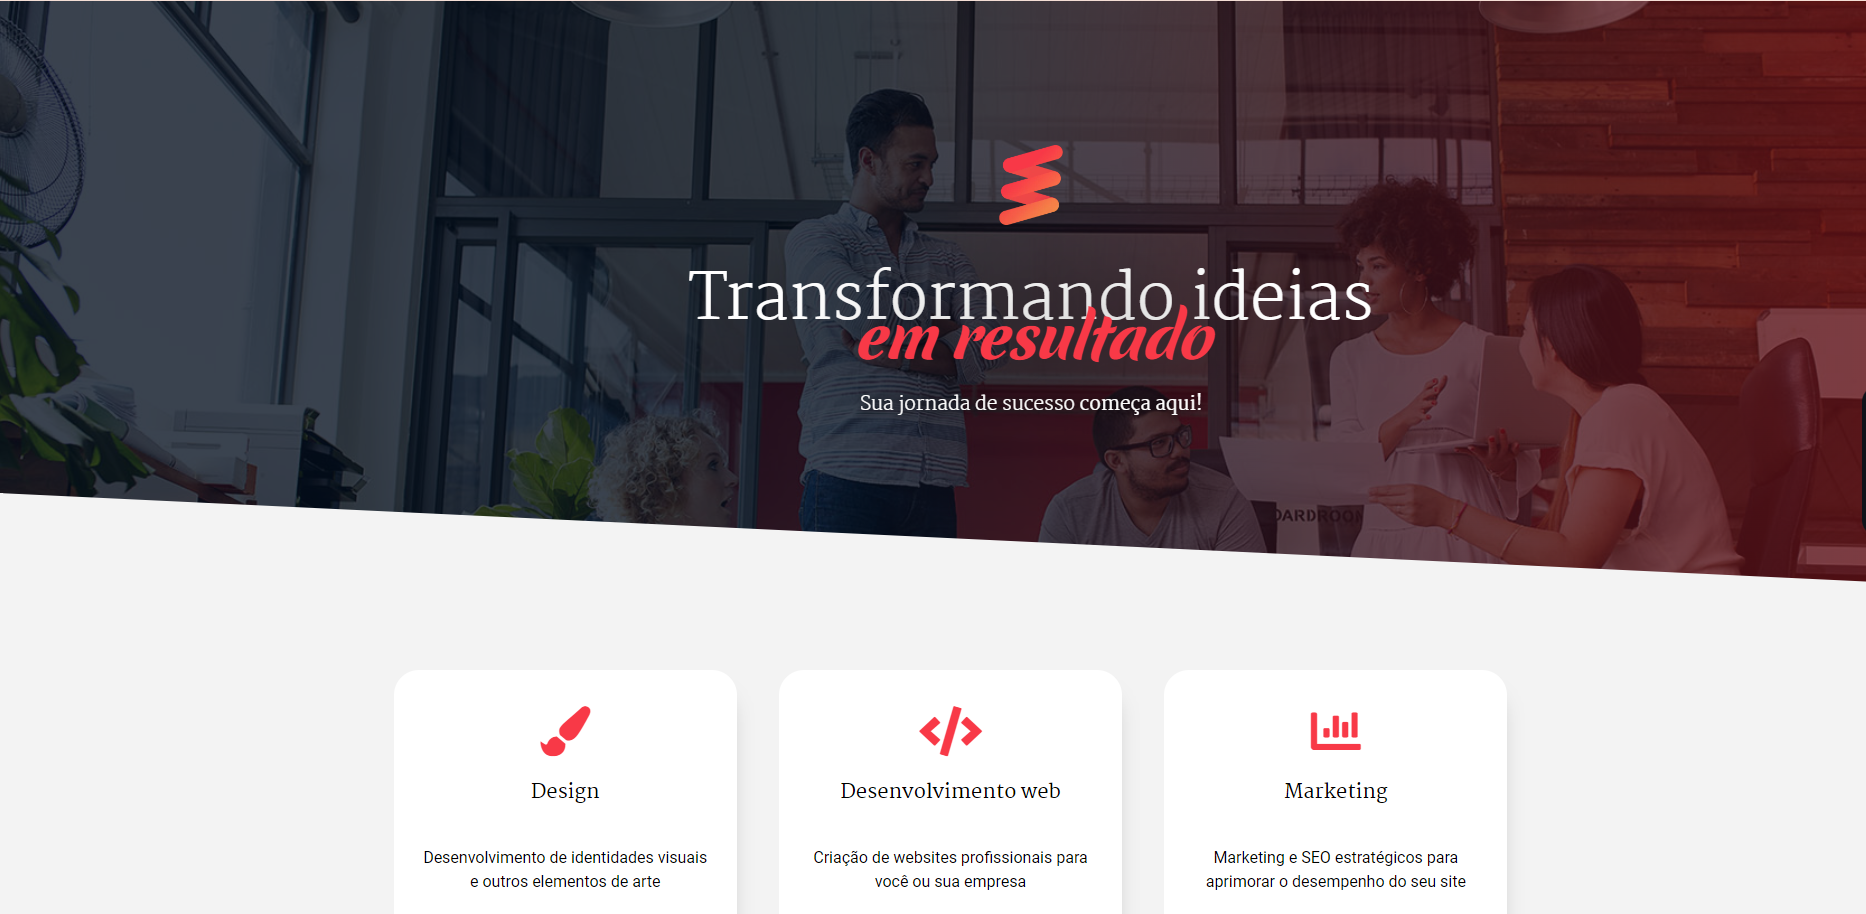 Transformando ideias
em resultado
Sua jornada de sucesso começa aqui!
OARDROOM
Design
Desenvolvimento web
Marketing
Desenvolvimento de identidades visuais
e outros elementos de arte
Criação de websites profissionais para
você ou sua empresa
Marketing e SEO estratégicos para
aprimorar o desempenho do seu site